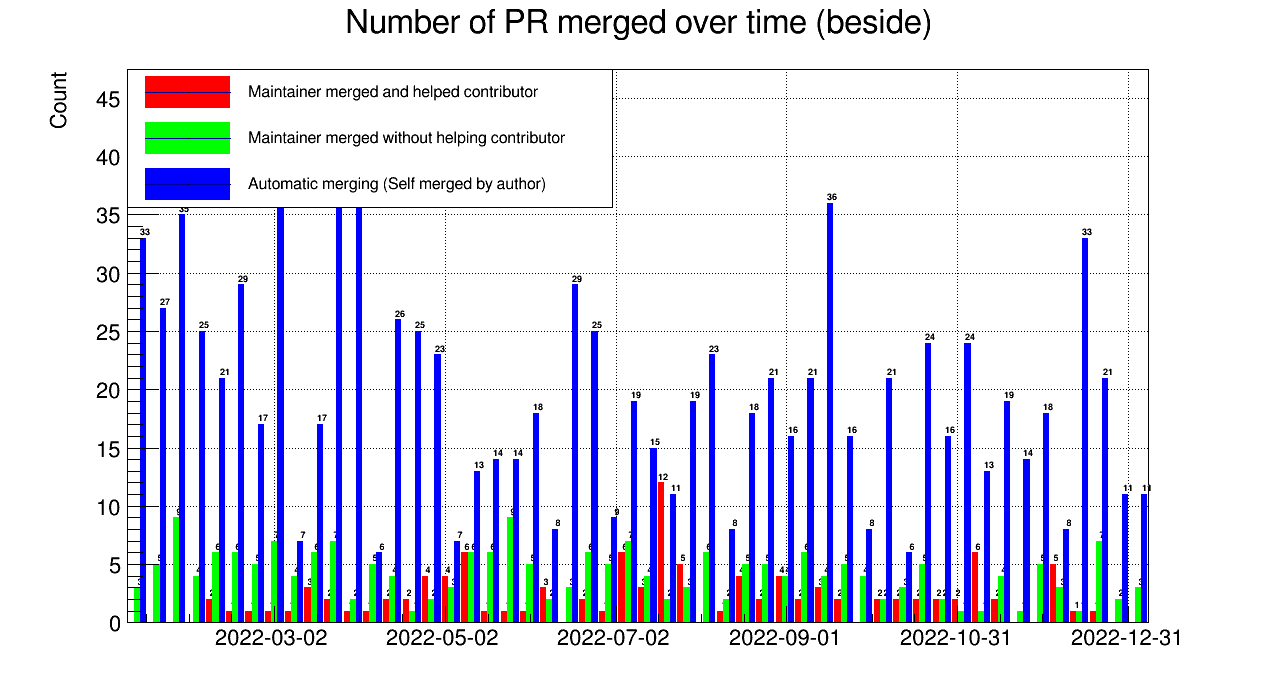 Number of PR merged over time (beside)
Count
Maintainer merged and helped contributor
Maintainer merged without helping contributor
Automatic merging (Self merged by author)
45
40
35
30
25
20
15
10
5
0
33 27 35 25 21 29 17 7 17 6 26 25 23 7 13 14 14 18 8 29 25 9 19 15 12 11 19 23 8 18 21 16 21 36 16 8 21 6 24 16 24 13 19 14 18 8 33 21 11 11
2022-03-02 2022-05-02 2022-07-02 2022-09-01 2022-10-31 2022-12-31